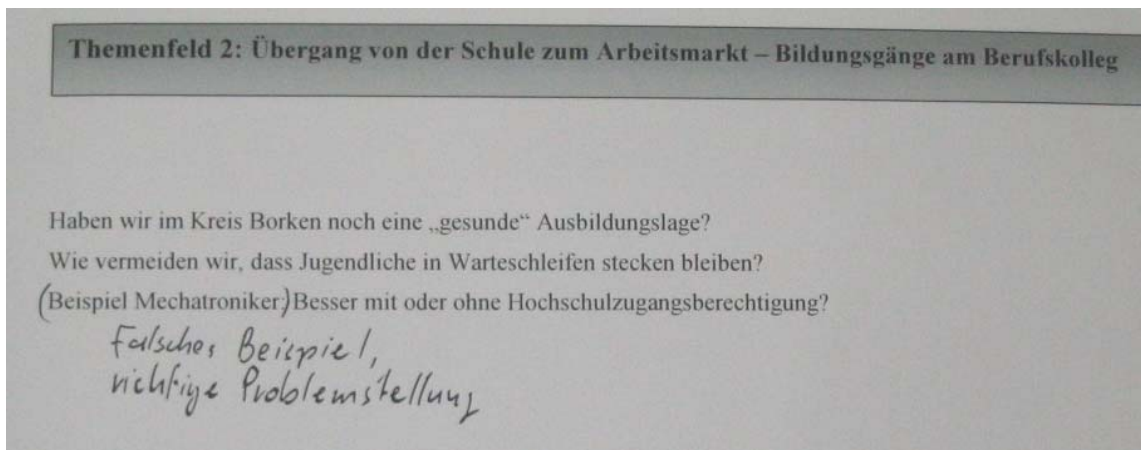 Themenfeld 2: Übergang von der Schule zum Arbeitsmarkt – Bildungsgänge am Berufskolleg
Haben wir im Kreis Borken noch eine „gesunde“ Ausbildungslage?
Wie vermeiden wir, dass Jugendliche in Warteschleifen stecken bleiben?
(Beispiel Mechatroniker) Besser mit oder ohne Hochschulzugangsberechtigung?
Falsches Beispiel,
richtige Problemstellung